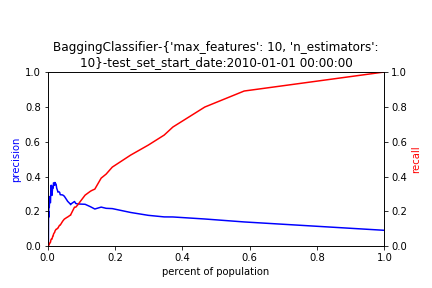 BaggingClassifier-{'max_features': 10, 'n_estimators':
10}-test_set_start_date:2010-01-01 00:00:00
1.0
0.8
0.6
0.4
0.2
0.0
precision
1.0
0.8
0.6
0.4
0.2
0.0
recall
0.0 0.2 0.4 0.6 0.8 1.0
percent of population